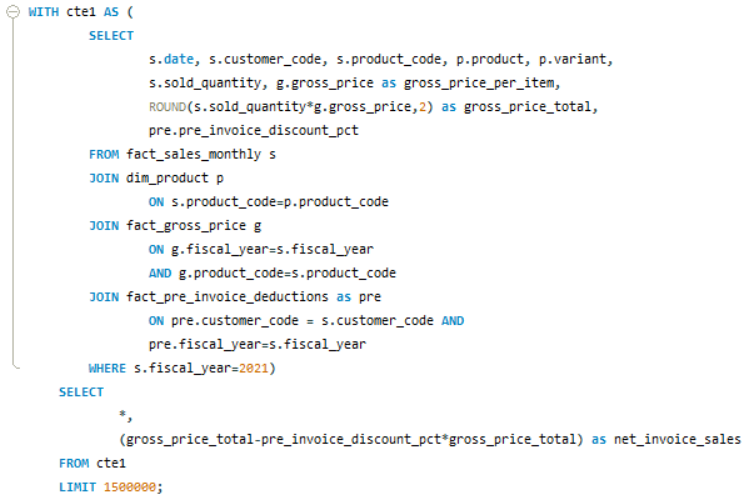 WITH cte1 AS (
SELECT
s.date, s.customer_code, s.product_code, p.product, p.variant,
s.sold_quantity, g.gross_price as gross_price_per_item,
ROUND(s.sold_quantity*g.gross_price,2) as gross_price_total,
pre.pre_invoice_discount_pct
FROM fact_sales_monthly s
JOIN dim_product p
ON s.product_code=p.product_code
JOIN fact_gross_price g
ON g.fiscal_year=s.fiscal_year
AND g.product_code=s.product_code
JOIN fact_pre_invoice_deductions as pre
ON pre.customer_code = s.customer_code AND
pre.fiscal_year=s.fiscal_year
WHERE s.fiscal_year=2021)
SELECT
*,
(gross_price_total-pre_invoice_discount_pct*gross_price_total) as net_invoice_sales
FROM cte1
LIMIT 1500000;